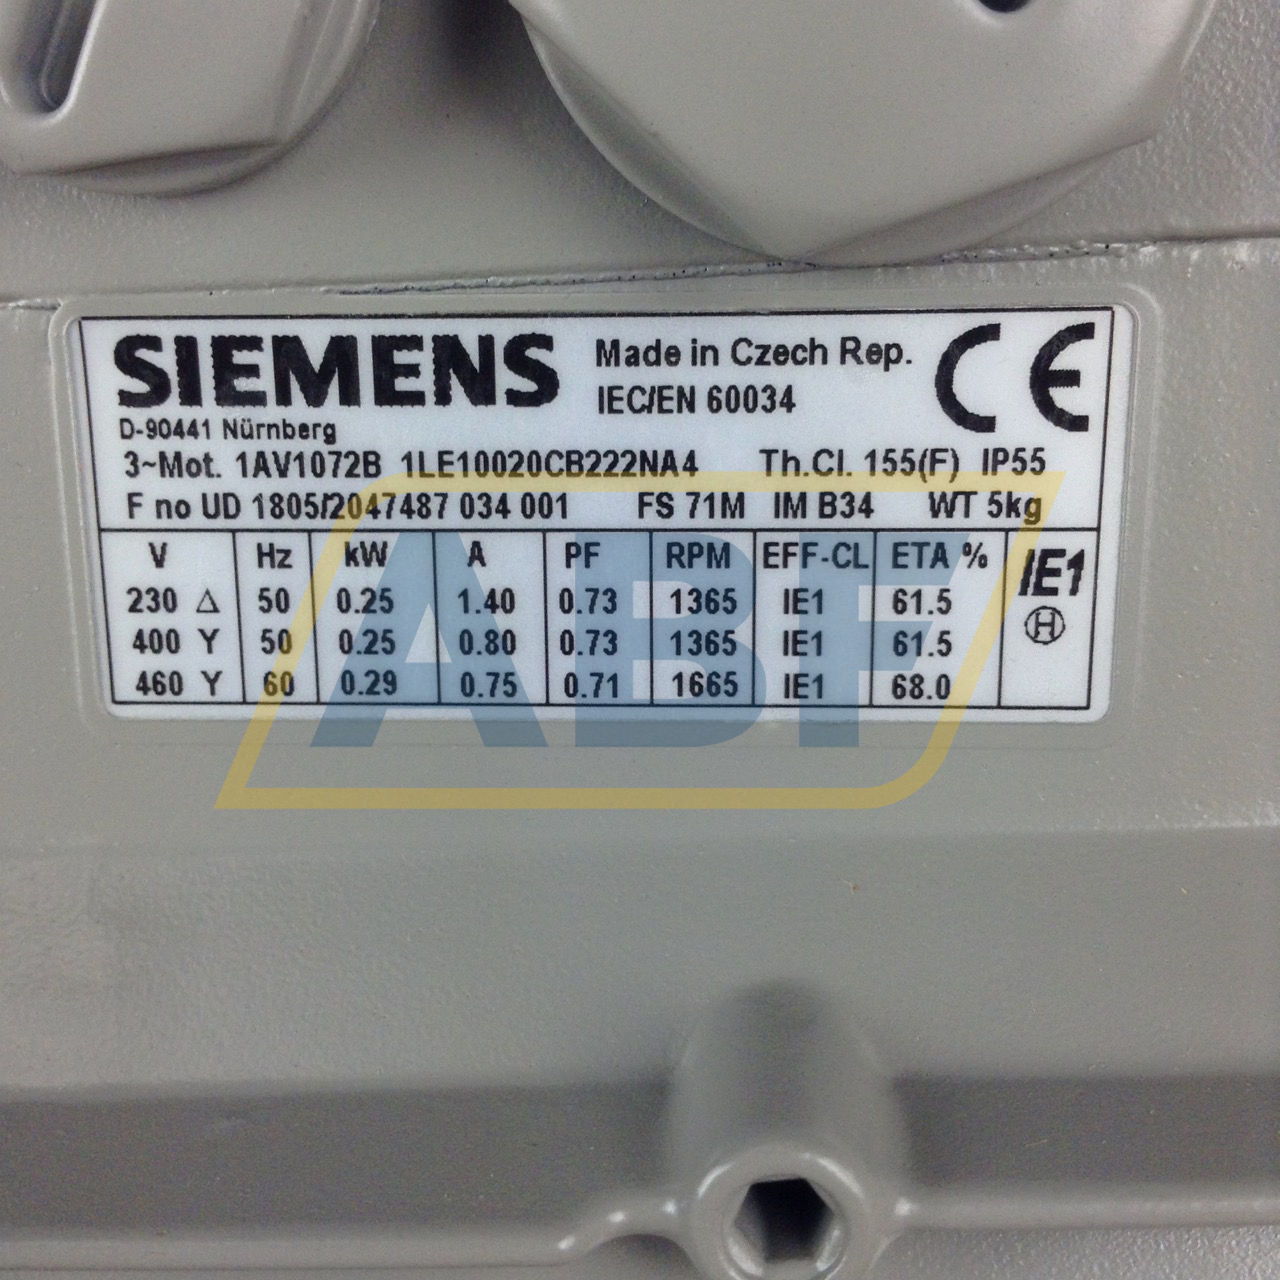 SIEMENS
Made in Czech Rep.
IEC/EN 60034
CE
D-90441 Nürnberg
3~Mot. 1AV1072B 1LE10020CB222NA4 Th.Cl. 155(F) IP55
F no UD 1805/2047487 034 001 FS 71M IM B34 WT 5kg
V Hz kW A PF RPM EFF-CL ETA % IE1
230 Δ 50 0.25 1.40 0.73 1365 IE1 61.5
H
400 Y 50 0.25 0.80 0.73 1365 IE1 61.5
460 Y 60 0.29 0.75 0.71 1665 IE1 68.0
ABF